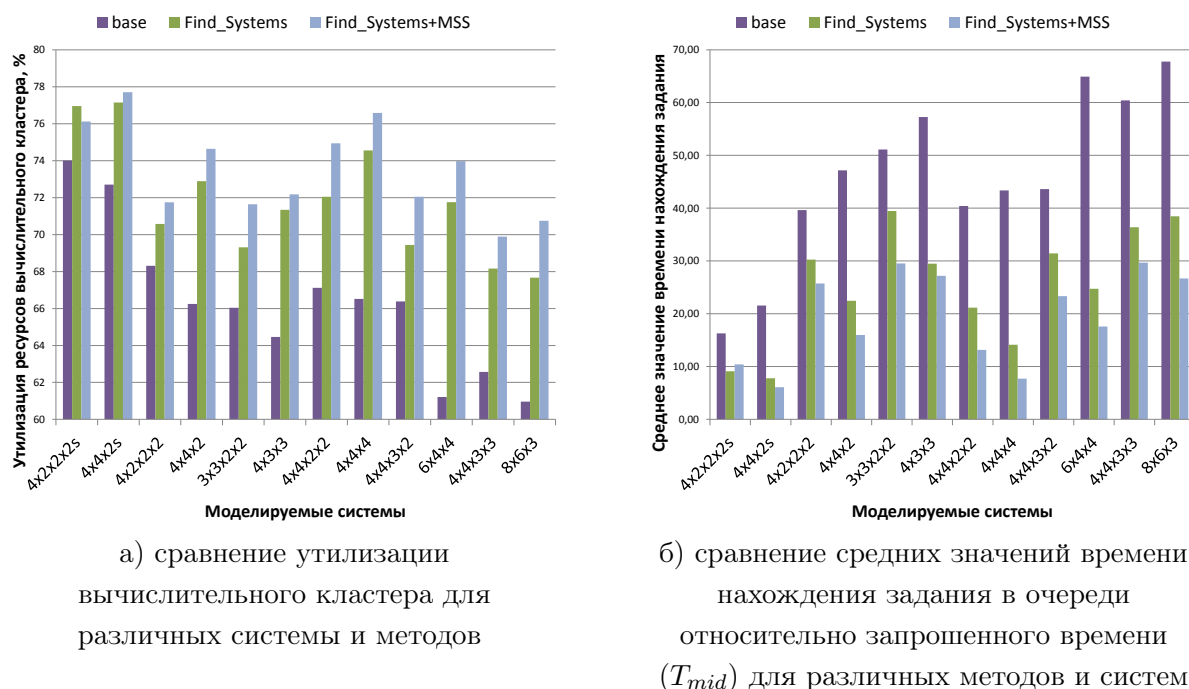 base Find_Systems Find_Systems+MSS
Утилизация ресурсов вычислительного кластера, %
80
78
76
74
72
70
68
66
64
62
60
4x2x2x2s
4x4x2s
4x2x2x2
4x4x2
3x3x2x2
4x3x3
4x4x2x2
4x4x4
4x4x3x2
6x4x4
4x4x3x3
8x6x3
Моделируемые системы
а) сравнение утилизации
вычислительного кластера для
различных системы и методов
base Find_Systems Find_Systems+MSS
Среднее значение времени нахождения задания
70,00
60,00
50,00
40,00
30,00
20,00
10,00
0,00
4x2x2x2s
4x4x2s
4x2x2x2
4x4x2
3x3x2x2
4x3x3
4x4x2x2
4x4x4
4x4x3x2
6x4x4
4x4x3x3
8x6x3
Моделируемые системы
б) сравнение средних значений времени
нахождения задания в очереди
относительно запрошенного времени
(T_mid) для различных методов и систем